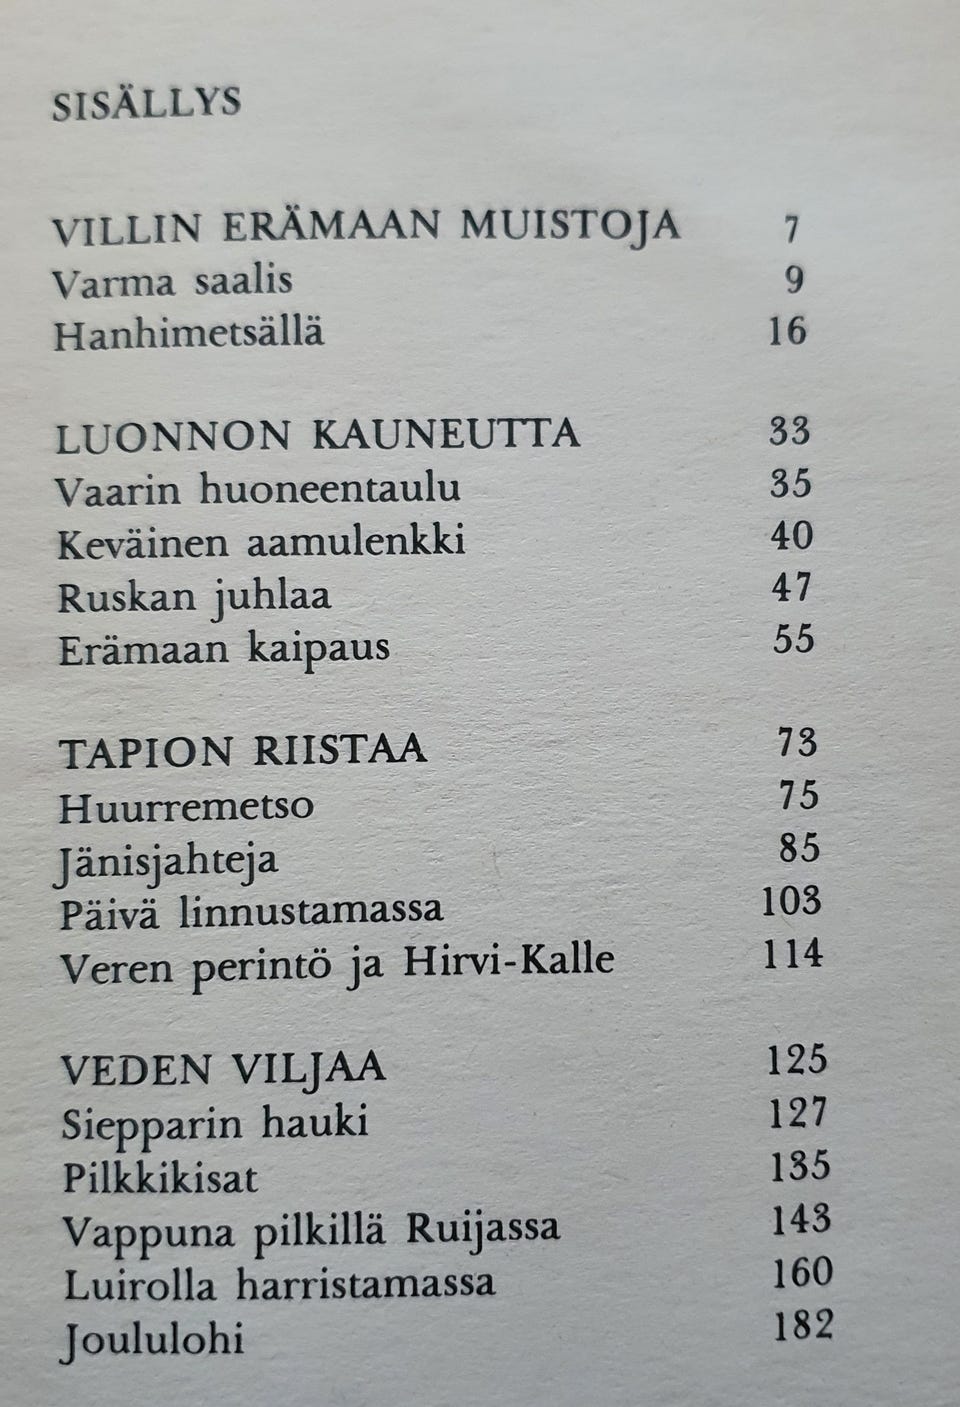 SISÄLLYS
VILLIN ERÄMAAN MUISTOJA 7
Varma saalis 9
Hanhimetsällä 16
LUONNON KAUNEUTTA 33
Vaarin huoneentaulu 35
Keväinen aamulenkki 40
Ruskan juhlaa 47
Erämaan kaipaus 55
TAPION RIISTAA 73
Huurremetso 75
Jänisjahteja 85
Päivä linnustamassa 103
Veren perintö ja Hirvi-Kalle 114
VEDEN VILJAA 125
Siepparin hauki 127
Pilkkikisat 135
Vappuna pilkillä Ruijassa 143
Luirolla harristamassa 160
Joululohi 182